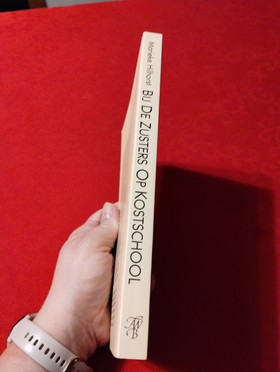 Marieke Hilhorst
BIJ DE ZUSTERS OP KOSTSCHOOL